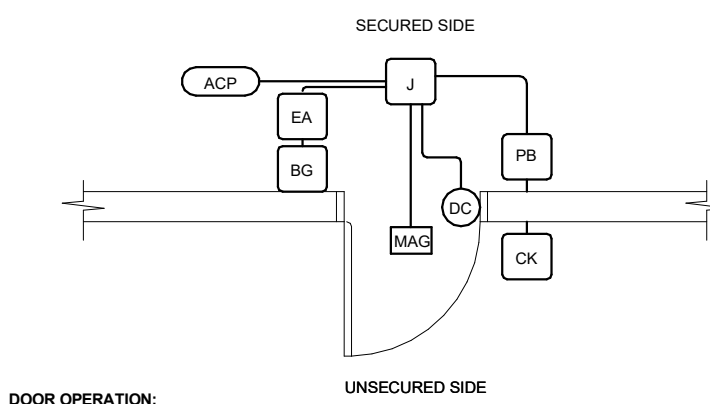 SECURED SIDE
ACP
J
EA
BG
PB
DC
MAG
CK
UNSECURED SIDE
DOOR OPERATION: